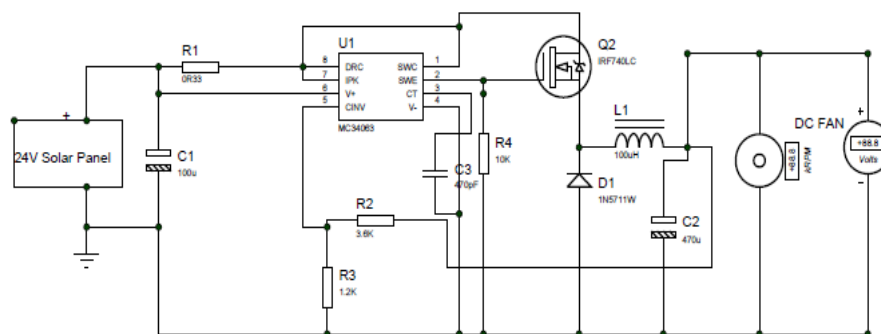 R1
0R33
U1
8
7
6
5
DRC
IPK
V+
CINV
SWC
SWE
CT
V-
1
2
3
4
MC34063
Q2
IRF740LC
+
24V Solar Panel
C1
100u
C3
470pF
R4
10K
L1
100uH
D1
1N5711W
R2
3.6K
R3
1.2K
C2
470u
DC FAN
+88.8
kRPM
+
+88.8
Volts
-